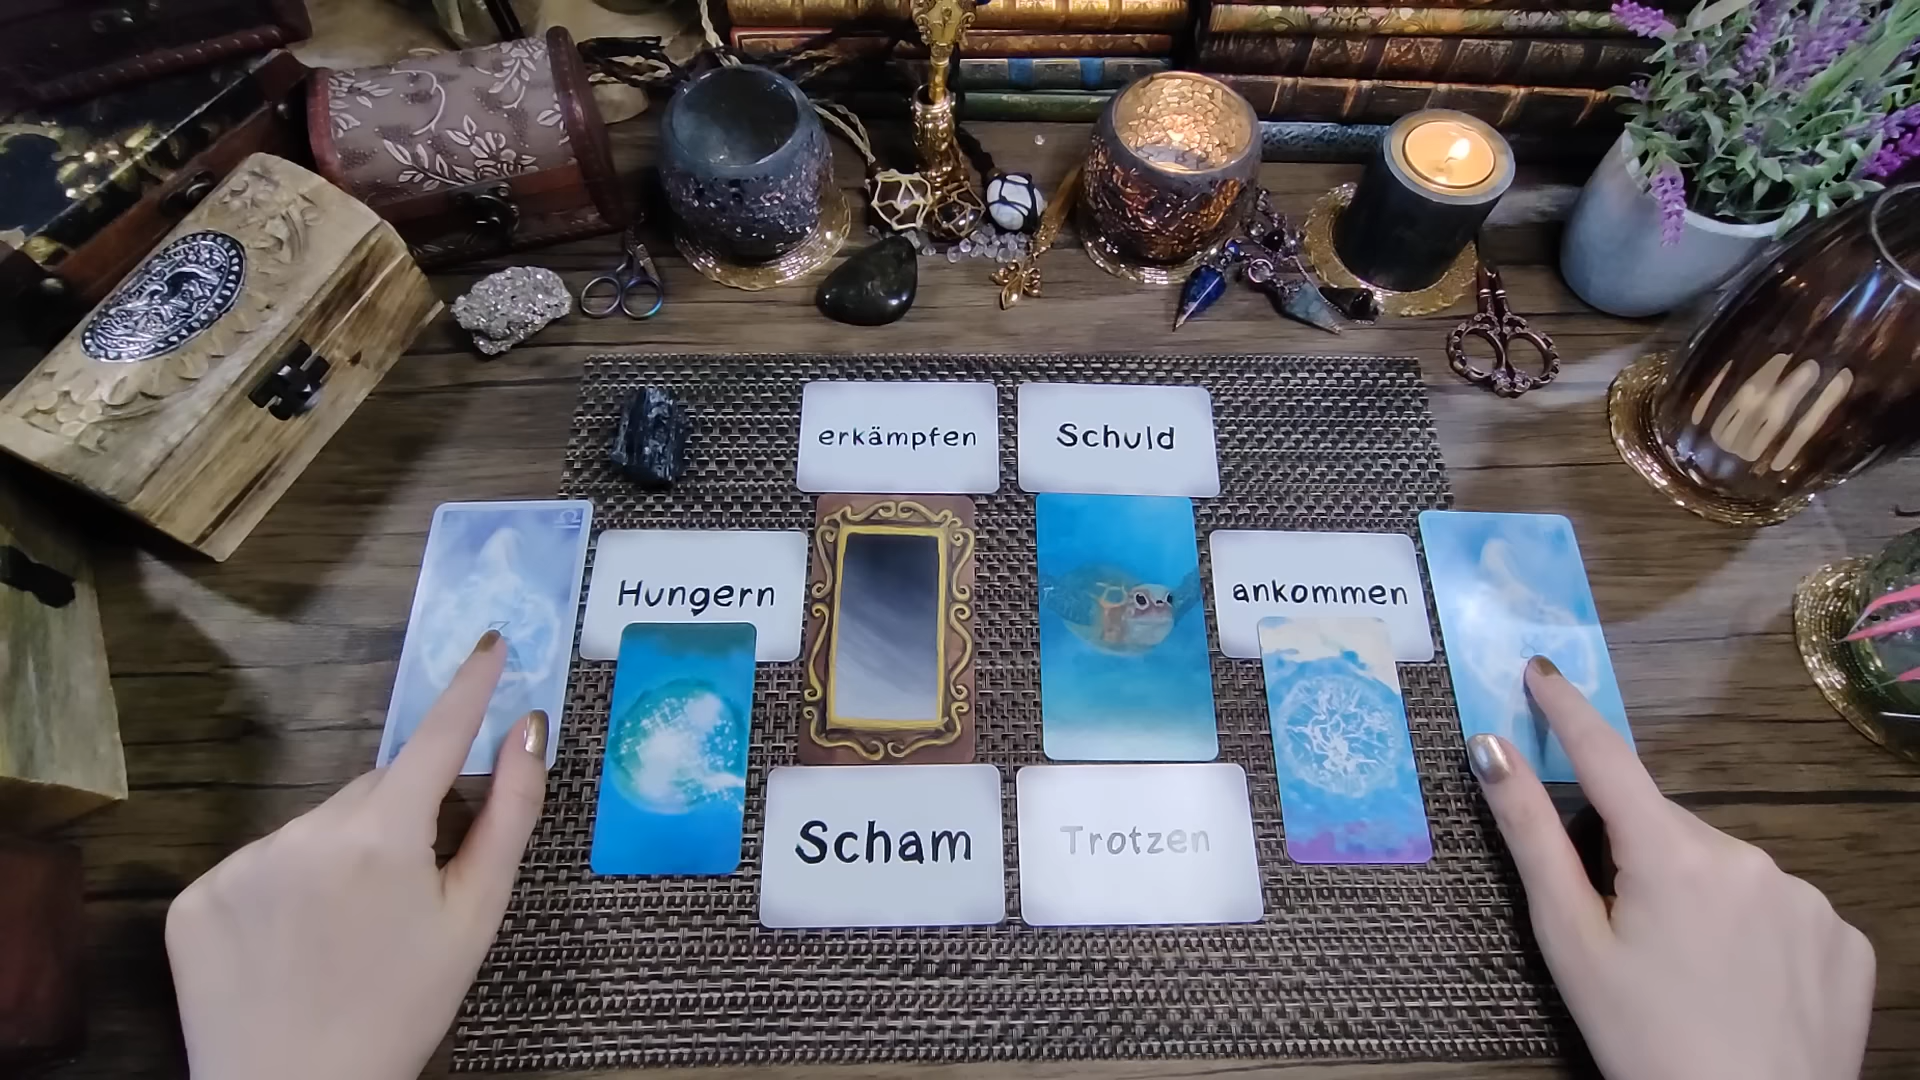 erkämpfen
Schuld
Hungern
ankommen
Scham
Trotzen